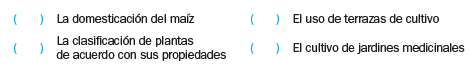 (    ) La domesticación del maíz
(    ) La clasificación de plantas
de acuerdo con sus propiedades
(    ) El uso de terrazas de cultivo
(    ) El cultivo de jardines medicinales